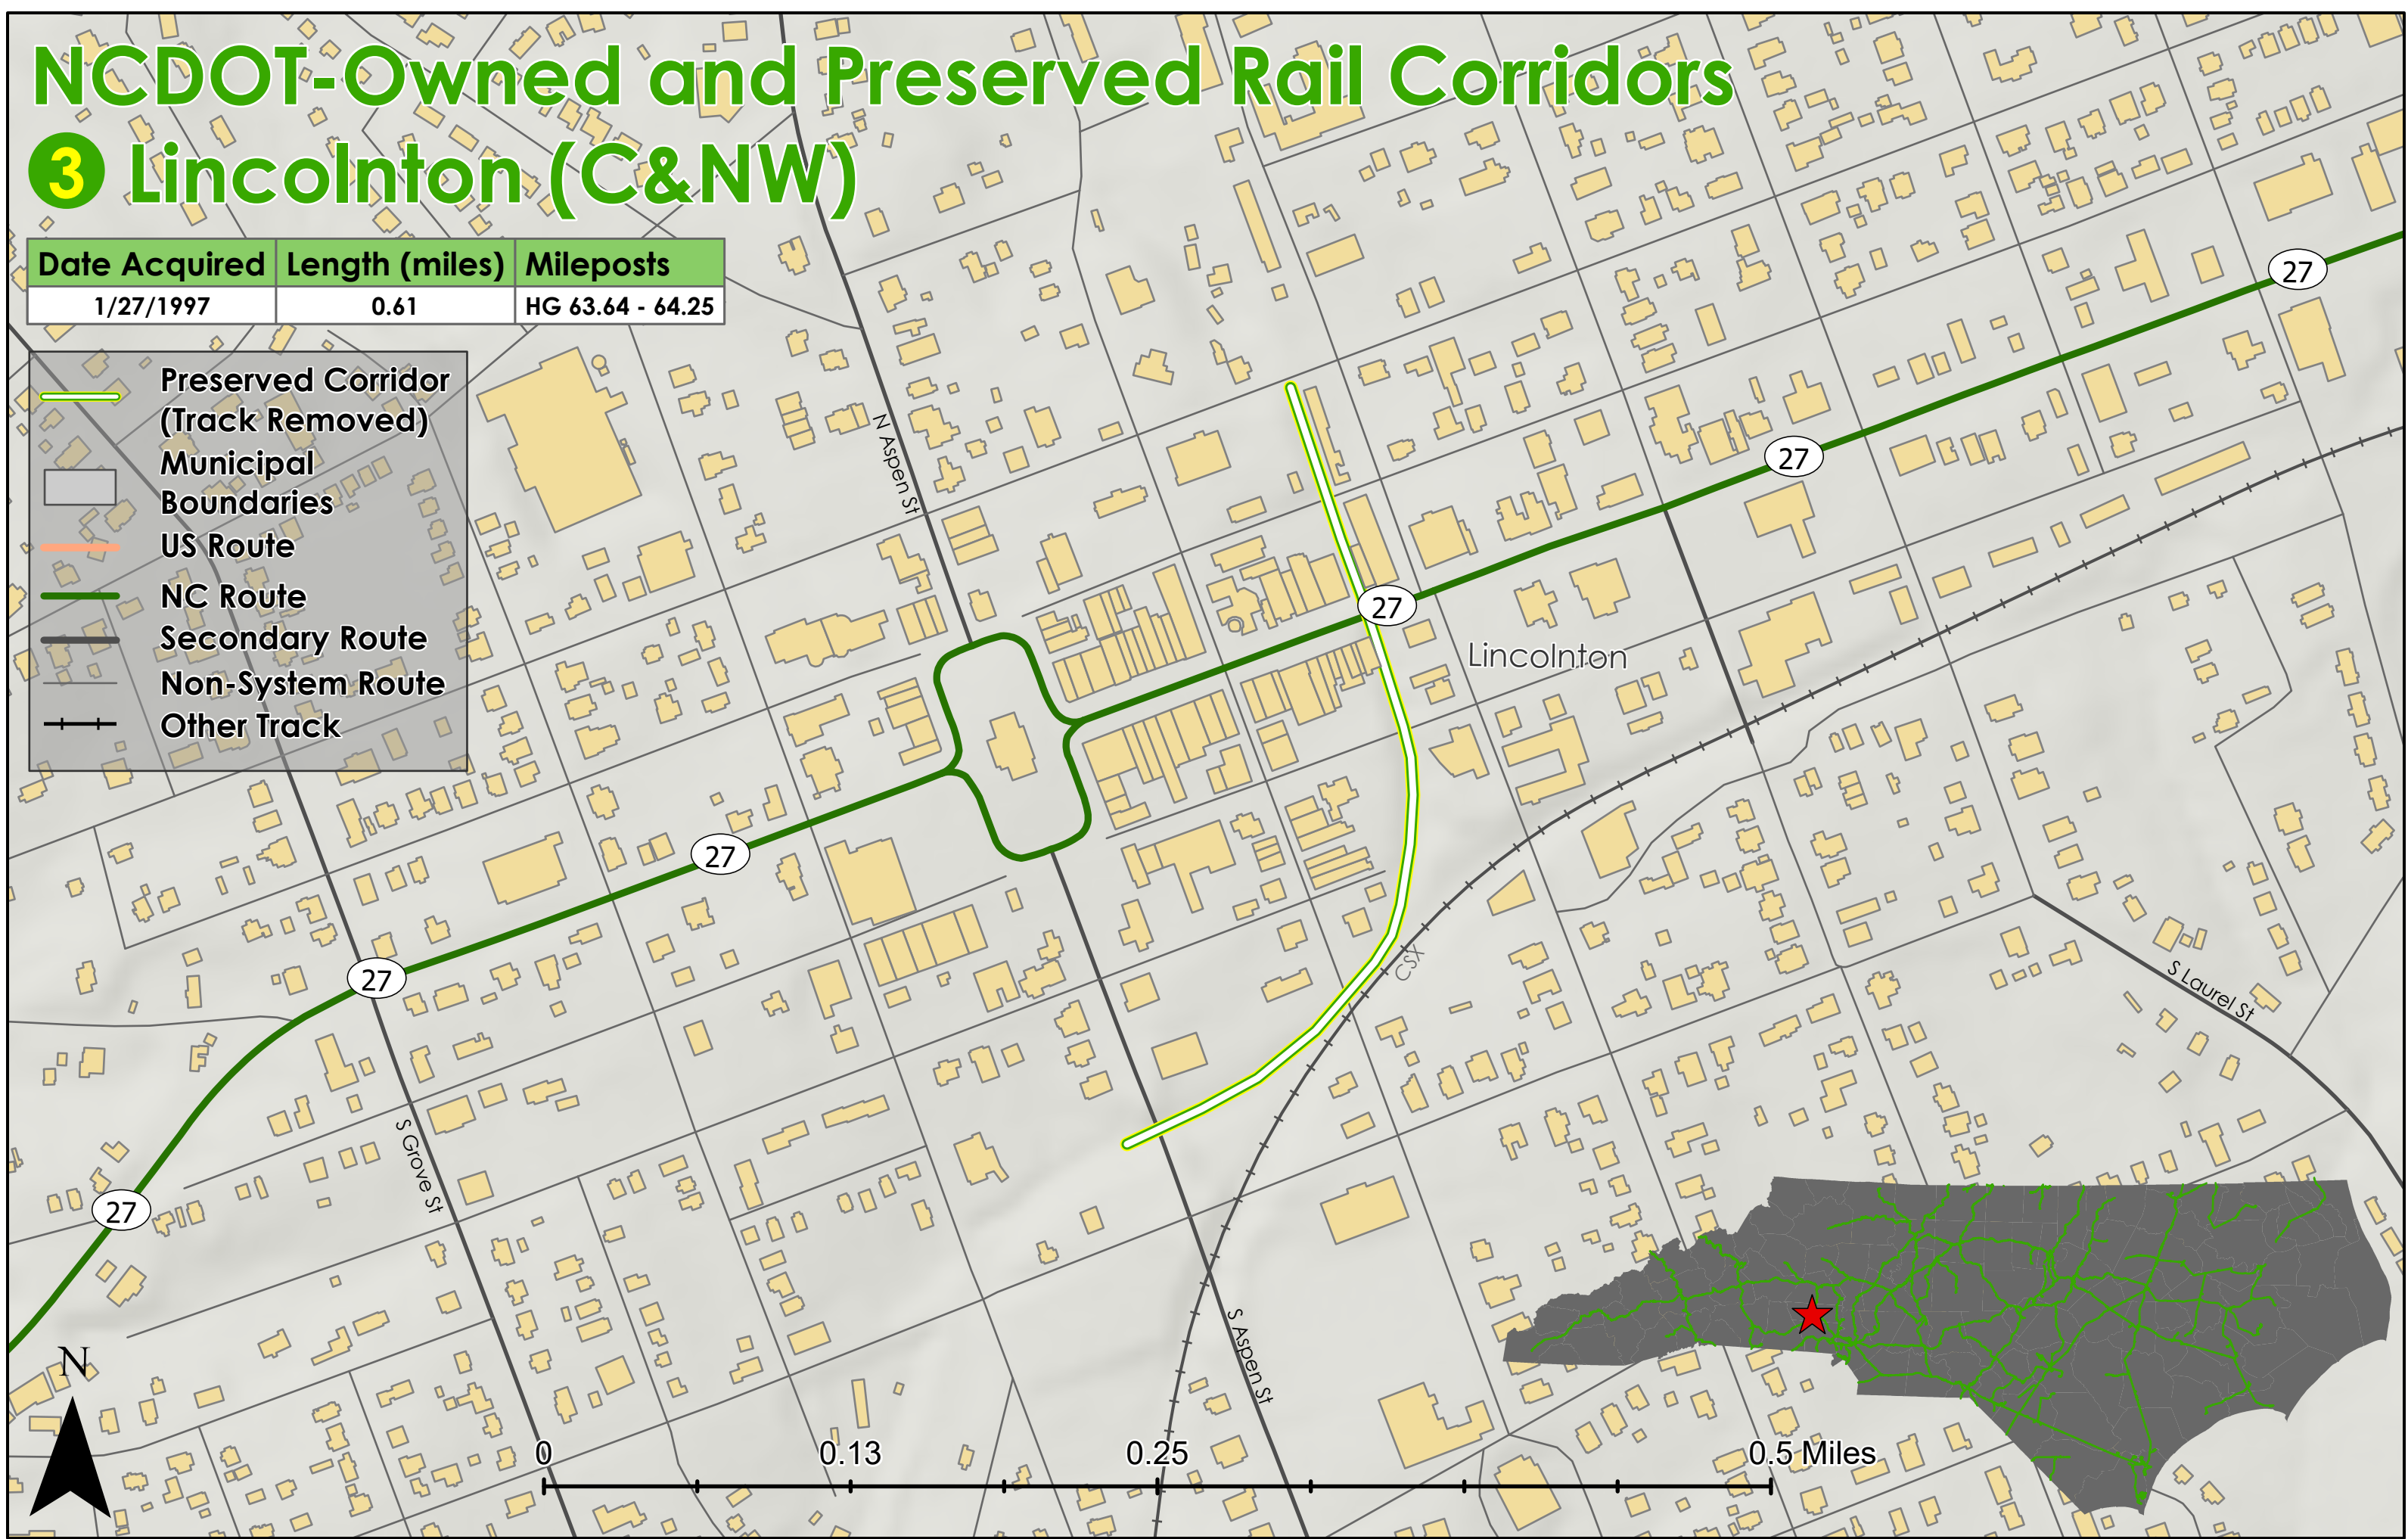 NCDOT-Owned and Preserved Rail Corridors
3 Lincolnton (C&NW)
Date Acquired Length (miles) Mileposts
1/27/1997 0.61 HG 63.64 - 64.25
Preserved Corridor
(Track Removed)
Municipal
Boundaries
US Route
NC Route
Secondary Route
Non-System Route
Other Track
27
27
N Aspen St
27
Lincolnton
27
27
CSX
S Laurel St
S Grove St
27
S Aspen St
N
0 0.13 0.25 0.5 Miles